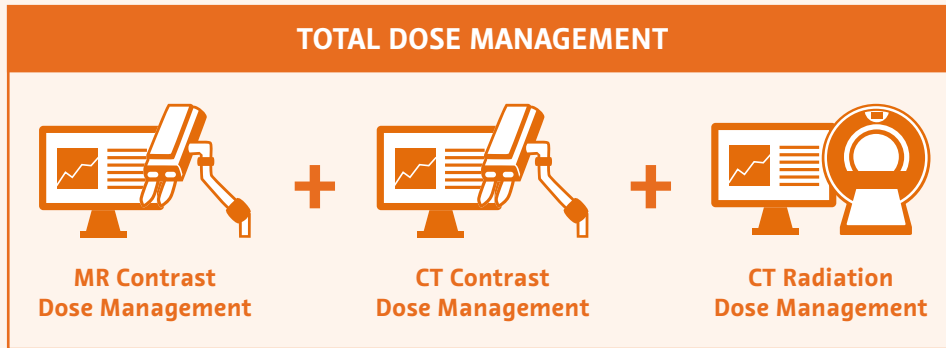 TOTAL DOSE MANAGEMENT
MR Contrast
Dose Management
CT Contrast
Dose Management
CT Radiation
Dose Management